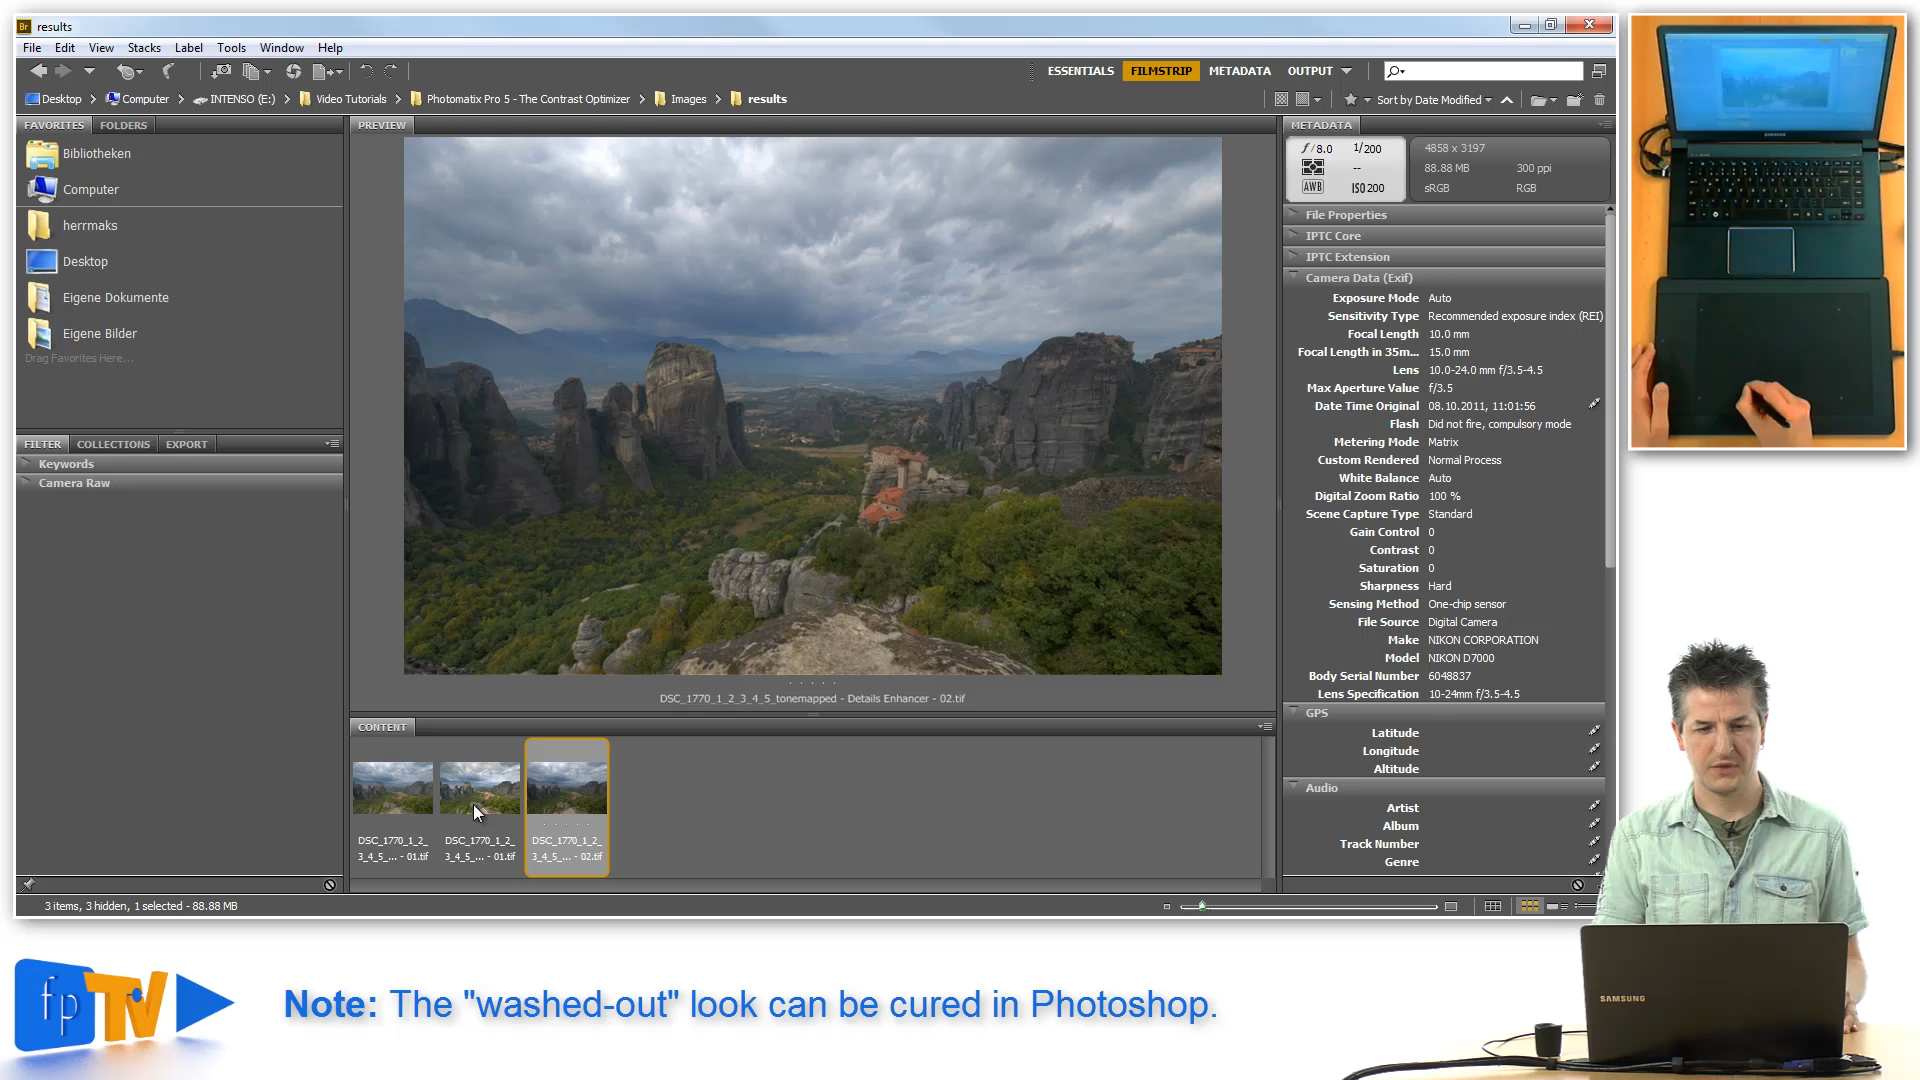 Br results
File Edit View Stacks Label Tools Window Help
ESSENTIALS FILMSTRIP METADATA OUTPUT
Desktop Computer INTENSO (E:) Video Tutorials Photomatix Pro 5 - The Contrast Optimizer Images results
Sort by Date Modified
FAVORITES FOLDERS
Bibliotheken
Computer
herrmaks
Desktop
Eigene Dokumente
Eigene Bilder
Drag Favorites Here...
FILTER COLLECTIONS EXPORT
Keywords
Camera Raw
PREVIEW
DSC_1770_1_2_3_4_5_tonemapped - Details Enhancer - 02.tif
CONTENT
DSC_1770_1_2_
3_4_5_... - 01.tif
DSC_1770_1_2_
3_4_5_... - 01.tif
DSC_1770_1_2_
3_4_5_... - 02.tif
METADATA
f/8.0 1/200
--
AWB ISO200
4858 x 3197
88.88 MB 300 ppi
sRGB RGB
File Properties
IPTC Core
IPTC Extension
Camera Data (Exif)
Exposure Mode Auto
Sensitivity Type Recommended exposure index (REI)
Focal Length 10.0 mm
Focal Length in 35m... 15.0 mm
Lens 10.0-24.0 mm f/3.5-4.5
Max Aperture Value f/3.5
Date Time Original 08.10.2011, 11:01:56
Flash Did not fire, compulsory mode
Metering Mode Matrix
Custom Rendered Normal Process
White Balance Auto
Digital Zoom Ratio 100 %
Scene Capture Type Standard
Gain Control 0
Contrast 0
Saturation 0
Sharpness Hard
Sensing Method One-chip sensor
File Source Digital Camera
Make NIKON CORPORATION
Model NIKON D7000
Body Serial Number 6048837
Lens Specification 10-24mm f/3.5-4.5
GPS
Latitude
Longitude
Altitude
Audio
Artist
Album
Track Number
Genre
3 items, 3 hidden, 1 selected - 88.88 MB
fpTV
Note: The "washed-out" look can be cured in Photoshop.
SAMSUNG